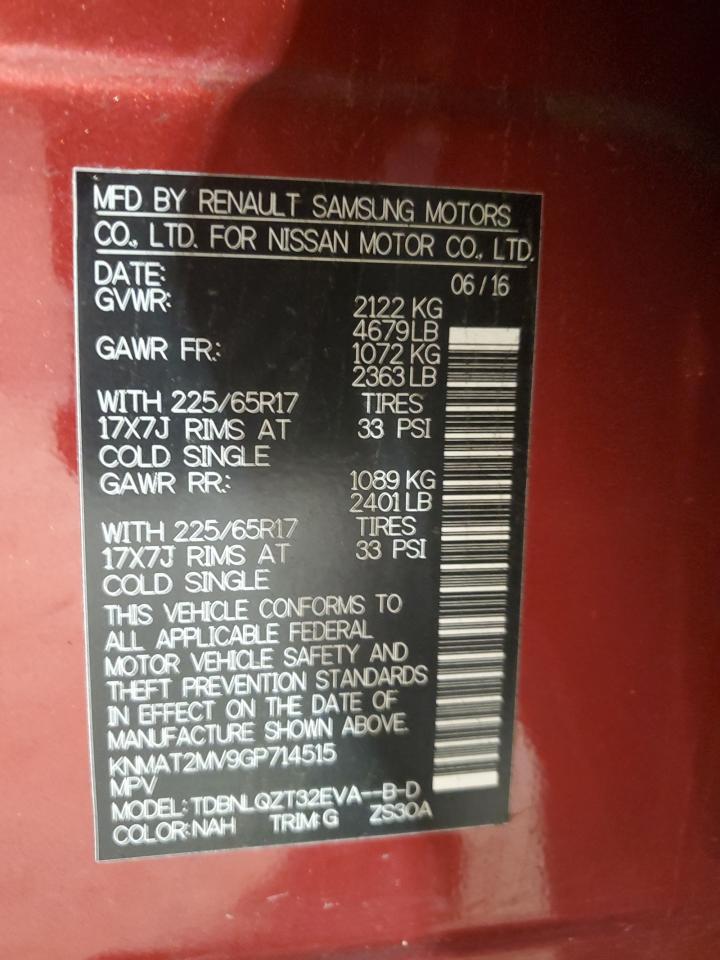 MFD BY RENAULT SAMSUNG MOTORS
CO., LTD. FOR NISSAN MOTOR CO., LTD.
DATE: 06/16
GVWR: 2122 KG
4679LB
GAWR FR.: 1072 KG
2363LB
WITH 225/65R17 TIRES
17X7J RIMS AT 33 PSI
COLD SINGLE
GAWR RR.: 1089 KG
2401LB
WITH 225/65R17 TIRES
17X7J RIMS AT 33 PSI
COLD SINGLE
THIS VEHICLE CONFORMS TO
ALL APPLICABLE FEDERAL
MOTOR VEHICLE SAFETY AND
THEFT PREVENTION STANDARDS
IN EFFECT ON THE DATE OF
MANUFACTURE SHOWN ABOVE.
KNMAT2MV9GP714515
MPV
MODEL: TDBNLQZT32EVA--B-D
COLOR: NAH TRIM: G ZS30A